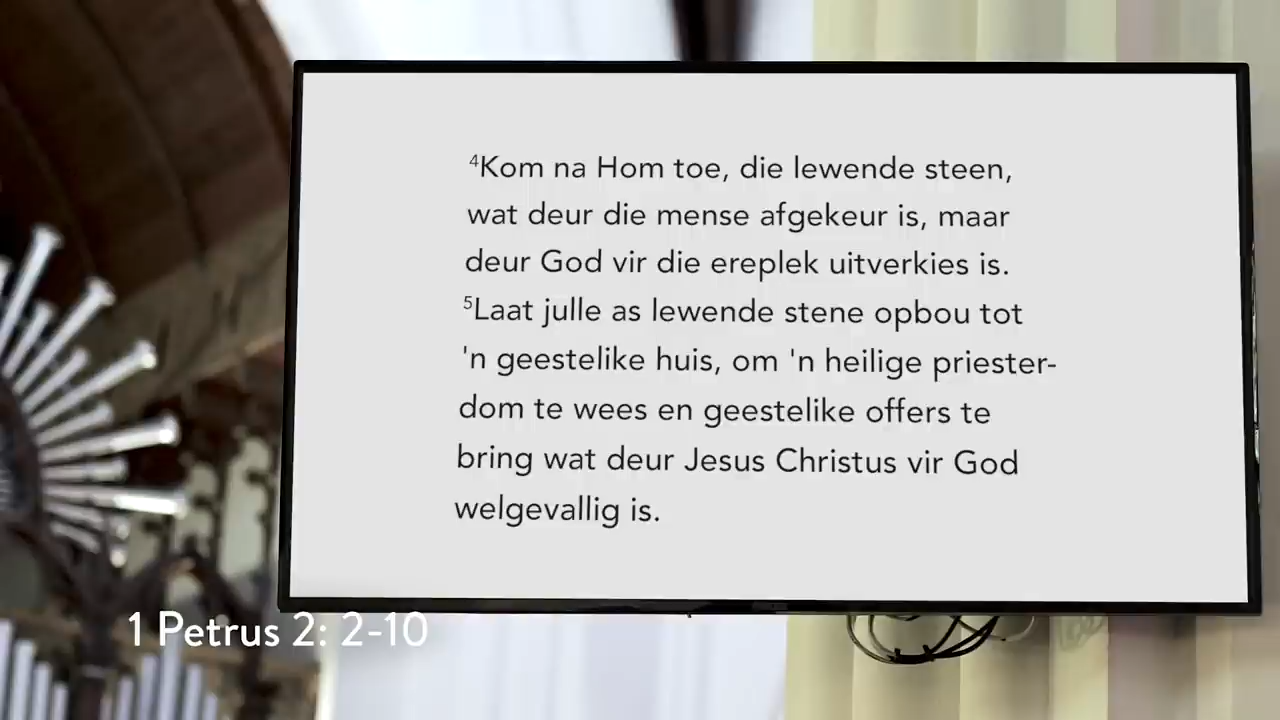 ⁴Kom na Hom toe, die lewende steen,
wat deur die mense afgekeur is, maar
deur God vir die ereplek uitverkies is.
⁵Laat julle as lewende stene opbou tot
'n geestelike huis, om 'n heilige priester-
dom te wees en geestelike offers te
bring wat deur Jesus Christus vir God
welgevallig is.
1 Petrus 2: 2-10